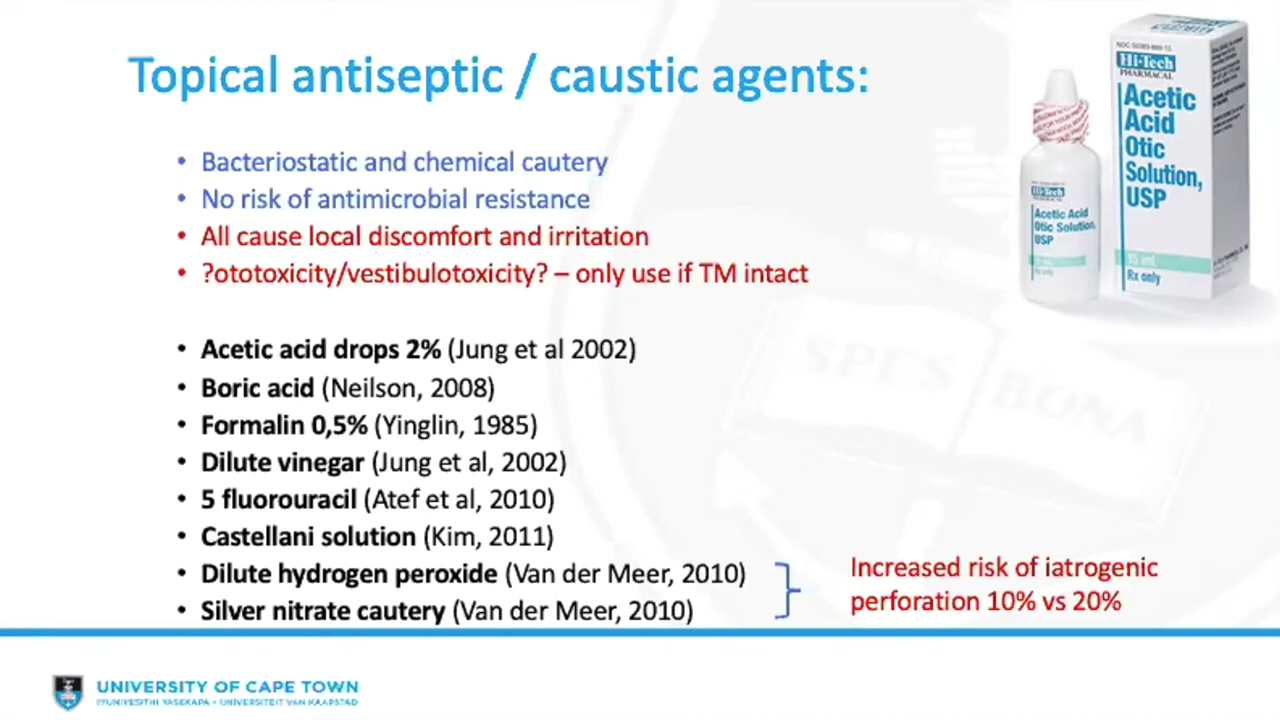 Topical antiseptic / caustic agents:
• Bacteriostatic and chemical cautery
• No risk of antimicrobial resistance
• All cause local discomfort and irritation
• ?ototoxicity/vestibulotoxicity? – only use if TM intact
• Acetic acid drops 2% (Jung et al 2002)
• Boric acid (Neilson, 2008)
• Formalin 0,5% (Yinglin, 1985)
• Dilute vinegar (Jung et al, 2002)
• 5 fluorouracil (Atef et al, 2010)
• Castellani solution (Kim, 2011)
• Dilute hydrogen peroxide (Van der Meer, 2010)
• Silver nitrate cautery (Van der Meer, 2010)
Increased risk of iatrogenic
perforation 10% vs 20%
Hi-Tech
PHARMACAL
Acetic
Acid
Otic
Solution,
USP
15 mL
Rx only
Hi-Tech
Acetic Acid
Otic Solution,
USP
SPES BONA
UNIVERSITY OF CAPE TOWN
IYUNIVESITHI YASEKAPA • UNIVERSITEIT VAN KAAPSTAD